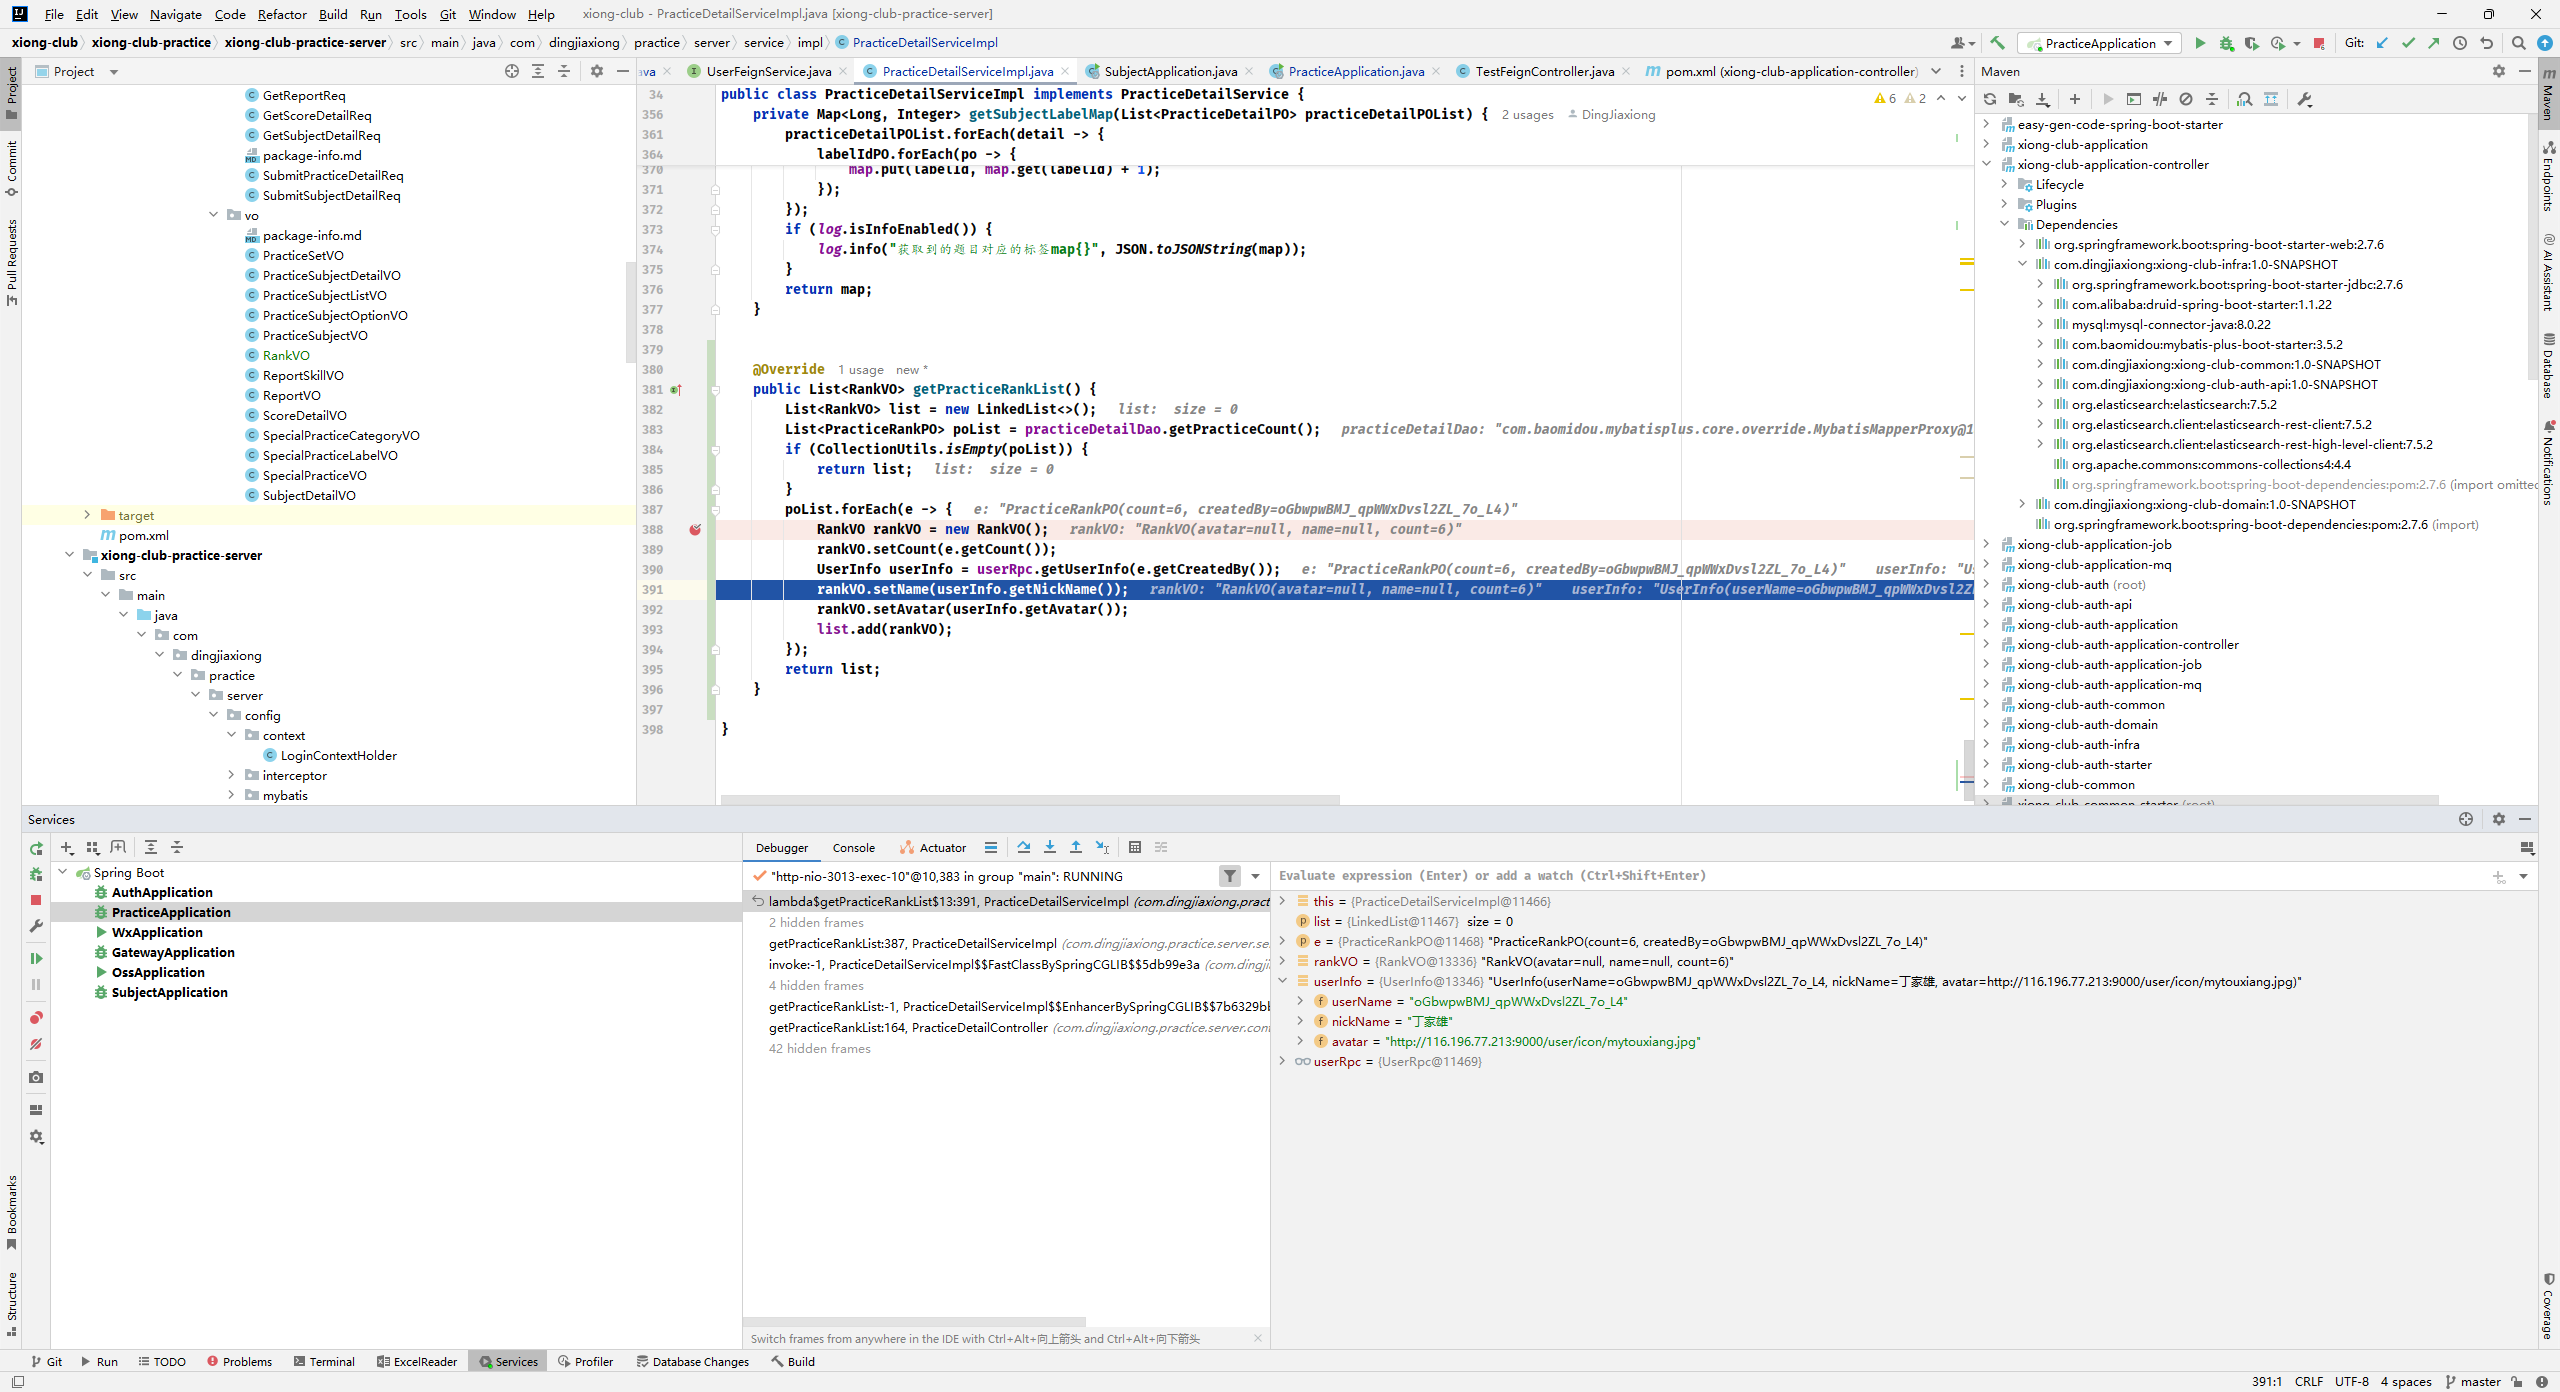 File Edit View Navigate Code Refactor Build Run Tools Git Window Help xiong-club - PracticeDetailServiceImpl.java [xiong-club-practice-server]
xiong-club xiong-club-practice xiong-club-practice-server src main java com dingjiaxiong practice server service impl PracticeDetailServiceImpl PracticeApplication Git:
Project
ava UserFeignService.java PracticeDetailServiceImpl.java SubjectApplication.java PracticeApplication.java TestFeignController.java pom.xml (xiong-club-application-controller)
Maven
Project
Commit
Pull Requests
Bookmarks
Structure
GetReportReq
GetScoreDetailReq
GetSubjectDetailReq
package-info.md
SubmitPracticeDetailReq
SubmitSubjectDetailReq
vo
package-info.md
PracticeSetVO
PracticeSubjectDetailVO
PracticeSubjectListVO
PracticeSubjectOptionVO
PracticeSubjectVO
RankVO
ReportSkillVO
ReportVO
ScoreDetailVO
SpecialPracticeCategoryVO
SpecialPracticeLabelVO
SpecialPracticeVO
SubjectDetailVO
target
pom.xml
xiong-club-practice-server
src
main
java
com
dingjiaxiong
practice
server
config
context
LoginContextHolder
interceptor
mybatis
34 public class PracticeDetailServiceImpl implements PracticeDetailService {
6 2
356 private Map<Long, Integer> getSubjectLabelMap(List<PracticeDetailPO> practiceDetailPOList) { 2 usages DingJiaxiong
361 practiceDetailPOList.forEach(detail -> {
364 labelIdPO.forEach(po -> {
370 map.put(labelId, map.get(labelId) + 1);
371 });
372 });
373 if (log.isInfoEnabled()) {
374 log.info("获取到的题目对应的标签map{}", JSON.toJSONString(map));
375 }
376 return map;
377 }
378
379
380 @Override 1 usage new *
381 public List<RankVO> getPracticeRankList() {
382 List<RankVO> list = new LinkedList<>(); list: size = 0
383 List<PracticeRankPO> poList = practiceDetailDao.getPracticeCount(); practiceDetailDao: "com.baomidou.mybatisplus.core.override.MybatisMapperProxy@1
384 if (CollectionUtils.isEmpty(poList)) {
385 return list; list: size = 0
386 }
387 poList.forEach(e -> { e: "PracticeRankPO(count=6, createdBy=oGbwpwBMJ_qpWWxDvsl2ZL_7o_L4)"
388 RankVO rankVO = new RankVO(); rankVO: "RankVO(avatar=null, name=null, count=6)"
389 rankVO.setCount(e.getCount());
390 UserInfo userInfo = userRpc.getUserInfo(e.getCreatedBy()); e: "PracticeRankPO(count=6, createdBy=oGbwpwBMJ_qpWWxDvsl2ZL_7o_L4)" userInfo: "Us
391 rankVO.setName(userInfo.getNickName()); rankVO: "RankVO(avatar=null, name=null, count=6)" userInfo: "UserInfo(userName=oGbwpwBMJ_qpWWxDvsl2ZL
392 rankVO.setAvatar(userInfo.getAvatar());
393 list.add(rankVO);
394 });
395 return list;
396 }
397
398 }
easy-gen-code-spring-boot-starter
xiong-club-application
xiong-club-application-controller
Lifecycle
Plugins
Dependencies
org.springframework.boot:spring-boot-starter-web:2.7.6
com.dingjiaxiong:xiong-club-infra:1.0-SNAPSHOT
org.springframework.boot:spring-boot-starter-jdbc:2.7.6
com.alibaba:druid-spring-boot-starter:1.1.22
mysql:mysql-connector-java:8.0.22
com.baomidou:mybatis-plus-boot-starter:3.5.2
com.dingjiaxiong:xiong-club-common:1.0-SNAPSHOT
com.dingjiaxiong:xiong-club-auth-api:1.0-SNAPSHOT
org.elasticsearch:elasticsearch:7.5.2
org.elasticsearch.client:elasticsearch-rest-client:7.5.2
org.elasticsearch.client:elasticsearch-rest-high-level-client:7.5.2
org.apache.commons:commons-collections4:4.4
org.springframework.boot:spring-boot-dependencies:pom:2.7.6 (import omitted
com.dingjiaxiong:xiong-club-domain:1.0-SNAPSHOT
org.springframework.boot:spring-boot-dependencies:pom:2.7.6 (import)
xiong-club-application-job
xiong-club-application-mq
xiong-club-auth (root)
xiong-club-auth-api
xiong-club-auth-application
xiong-club-auth-application-controller
xiong-club-auth-application-job
xiong-club-auth-application-mq
xiong-club-auth-common
xiong-club-auth-domain
xiong-club-auth-infra
xiong-club-auth-starter
xiong-club-common
xiong-club-common-starter (root)
Maven
Endpoints
AI Assistant
Database
Notifications
Coverage
Services
Spring Boot
AuthApplication
PracticeApplication
WxApplication
GatewayApplication
OssApplication
SubjectApplication
Debugger Console Actuator
"http-nio-3013-exec-10"@10,383 in group "main": RUNNING
lambda$getPracticeRankList$13:391, PracticeDetailServiceImpl (com.dingjiaxiong.pract
2 hidden frames
getPracticeRankList:387, PracticeDetailServiceImpl (com.dingjiaxiong.practice.server.se
invoke:-1, PracticeDetailServiceImpl$$FastClassBySpringCGLIB$$5db99e3a (com.dingji
4 hidden frames
getPracticeRankList:-1, PracticeDetailServiceImpl$$EnhancerBySpringCGLIB$$7b6329bl
getPracticeRankList:164, PracticeDetailController (com.dingjiaxiong.practice.server.con
42 hidden frames
Switch frames from anywhere in the IDE with Ctrl+Alt+向上箭头 and Ctrl+Alt+向下箭头
Evaluate expression (Enter) or add a watch (Ctrl+Shift+Enter)
this = {PracticeDetailServiceImpl@11466}
list = {LinkedList@11467} size = 0
e = {PracticeRankPO@11468} "PracticeRankPO(count=6, createdBy=oGbwpwBMJ_qpWWxDvsl2ZL_7o_L4)"
rankVO = {RankVO@13336} "RankVO(avatar=null, name=null, count=6)"
userInfo = {UserInfo@13346} "UserInfo(userName=oGbwpwBMJ_qpWWxDvsl2ZL_7o_L4, nickName=丁家雄, avatar=http://116.196.77.213:9000/user/icon/mytouxiang.jpg)"
userName = "oGbwpwBMJ_qpWWxDvsl2ZL_7o_L4"
nickName = "丁家雄"
avatar = "http://116.196.77.213:9000/user/icon/mytouxiang.jpg"
userRpc = {UserRpc@11469}
Git Run TODO Problems Terminal ExcelReader Services Profiler Database Changes Build
391:1 CRLF UTF-8 4 spaces master